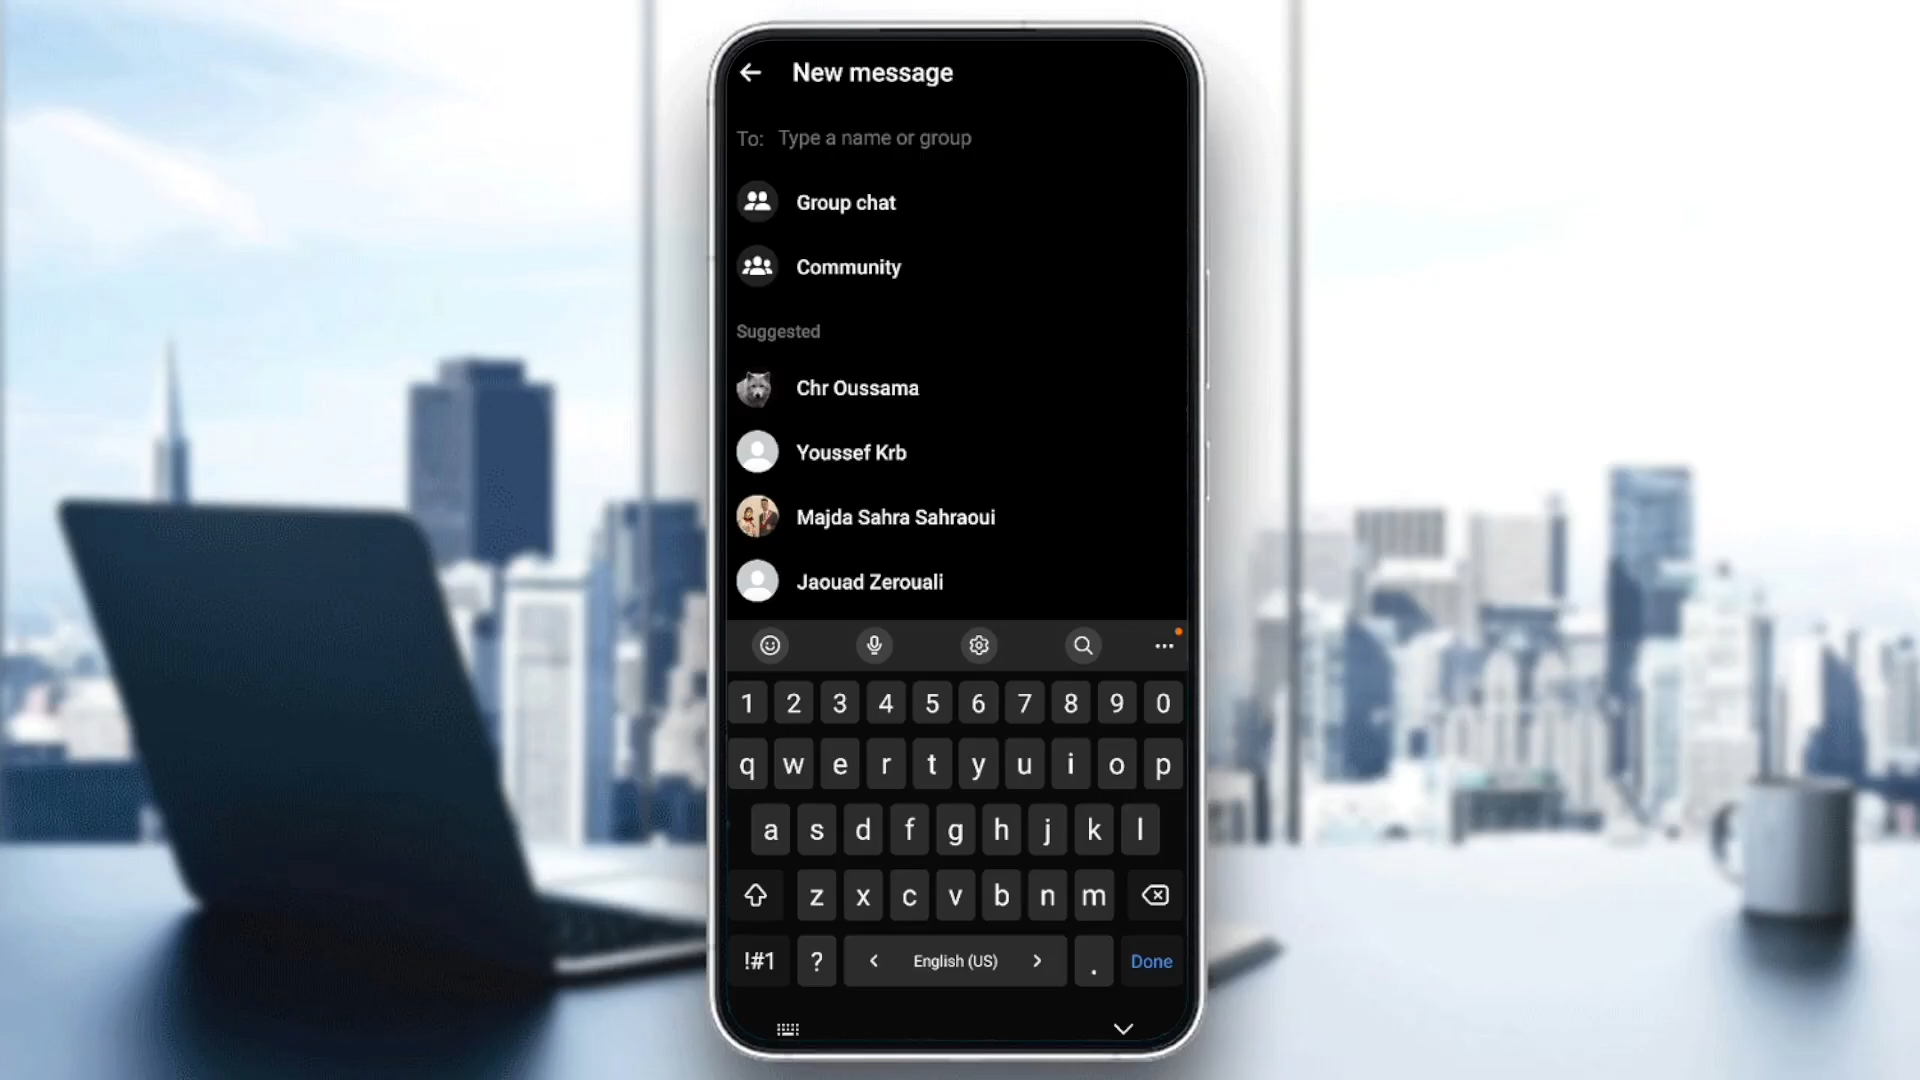 New message
To: Type a name or group
Group chat
Community
Suggested
Chr Oussama
Youssef Krb
Majda Sahra Sahraoui
Jaouad Zerouali
1 2 3 4 5 6 7 8 9 0
q w e r t y u i o p
a s d f g h j k l
z x c v b n m
!#1 ? < English (US) > . Done